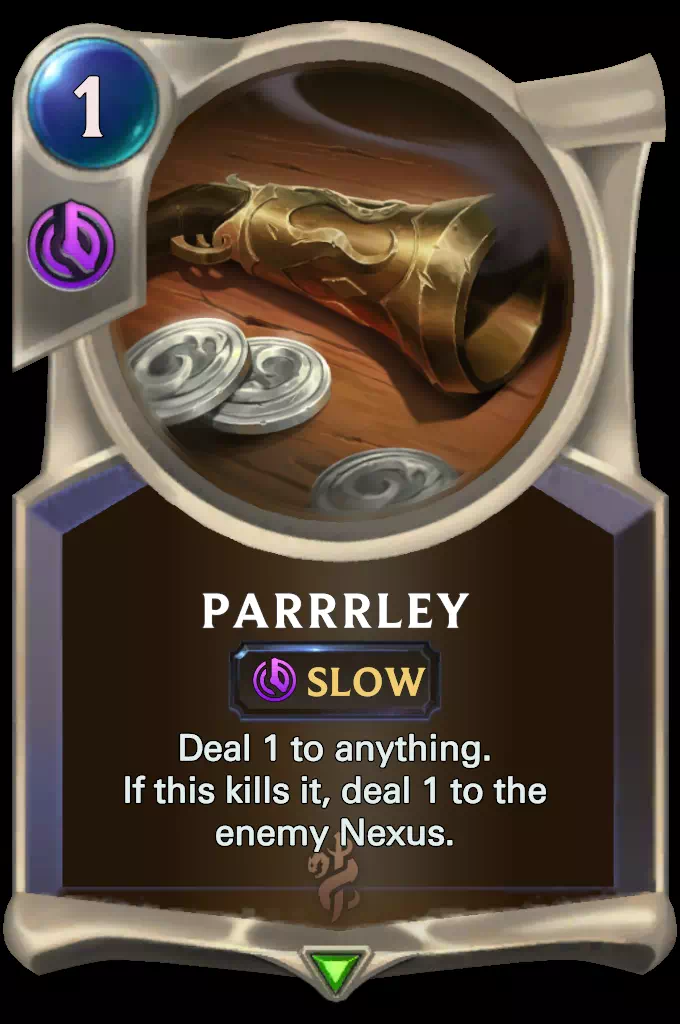 1
PARRRLEY
SLOW
Deal 1 to anything.
If this kills it, deal 1 to the
enemy Nexus.